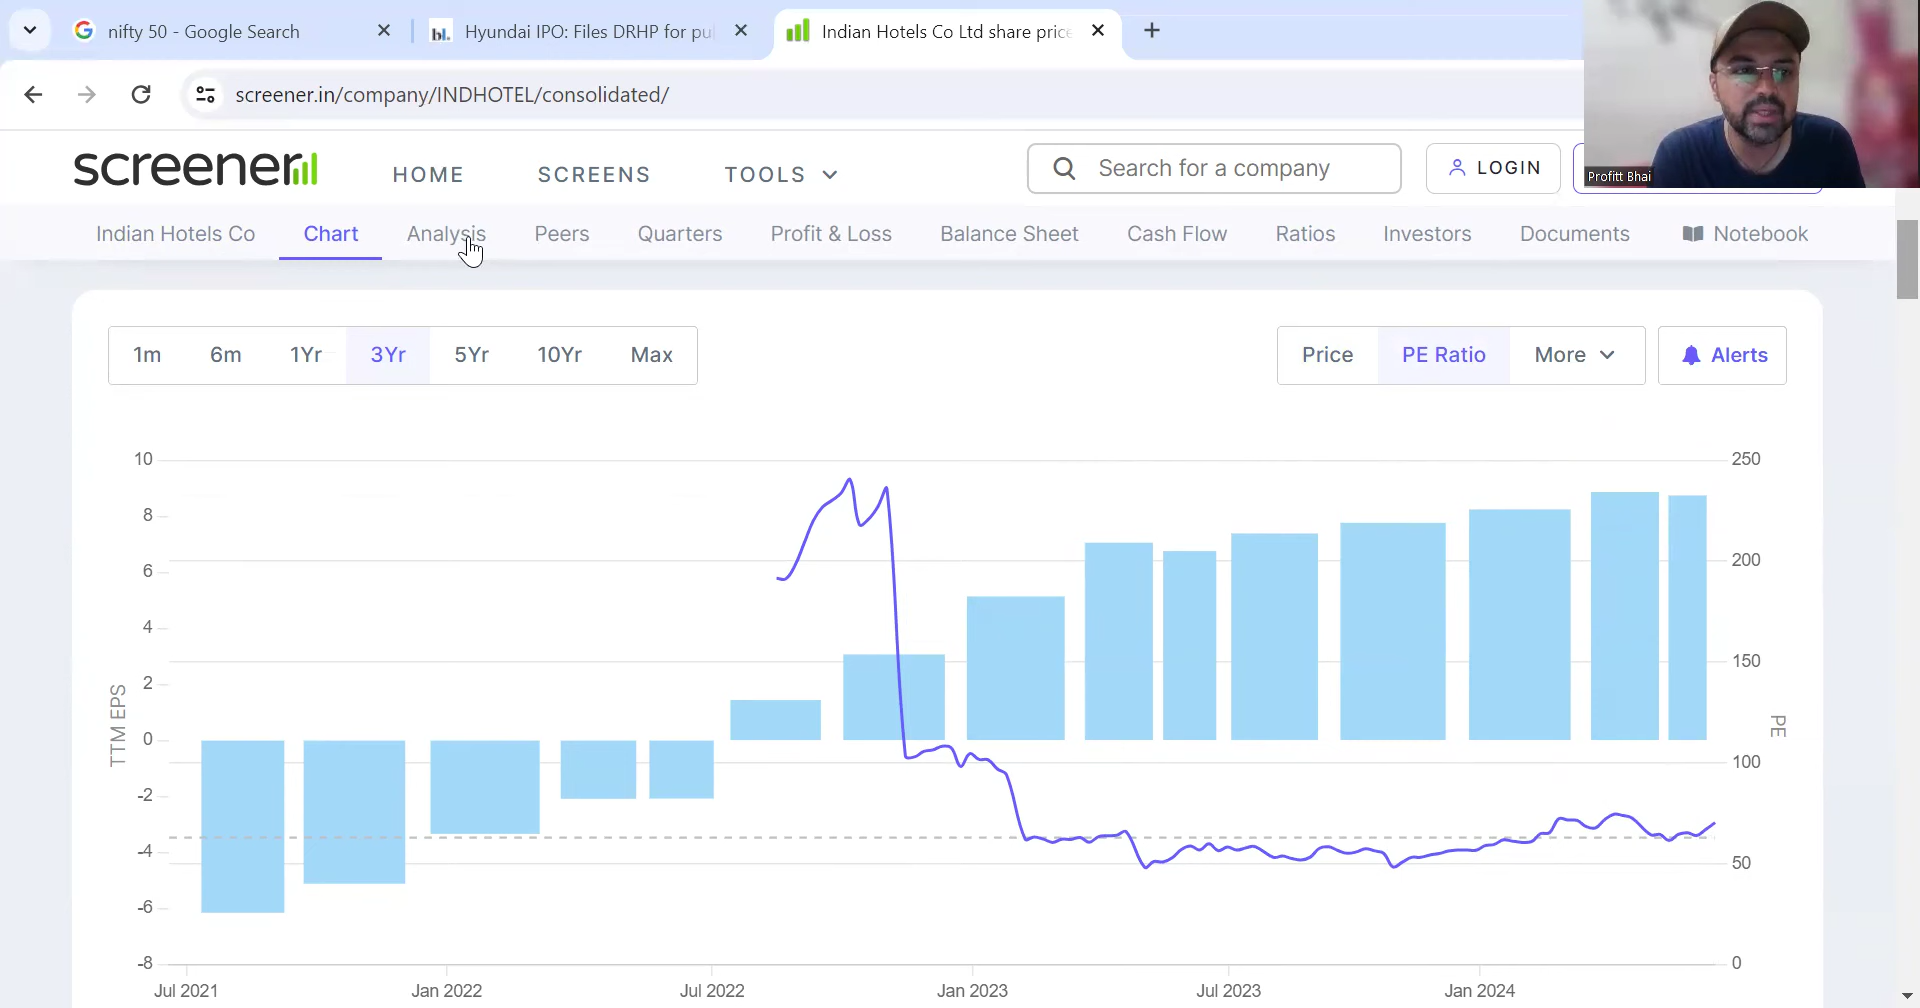 nifty 50 - Google Search
Hyundai IPO: Files DRHP for pu
Indian Hotels Co Ltd share price
screener.in/company/INDHOTEL/consolidated/
Profitt Bhai
screener
HOME
SCREENS
TOOLS
Search for a company
LOGIN
Indian Hotels Co
Chart
Analysis
Peers
Quarters
Profit & Loss
Balance Sheet
Cash Flow
Ratios
Investors
Documents
Notebook
1m
6m
1Yr
3Yr
5Yr
10Yr
Max
Price
PE Ratio
More
Alerts
10
8
6
4
2
0
-2
-4
-6
-8
TTM EPS
250
200
150
100
50
0
PE
Jul 2021
Jan 2022
Jul 2022
Jan 2023
Jul 2023
Jan 2024